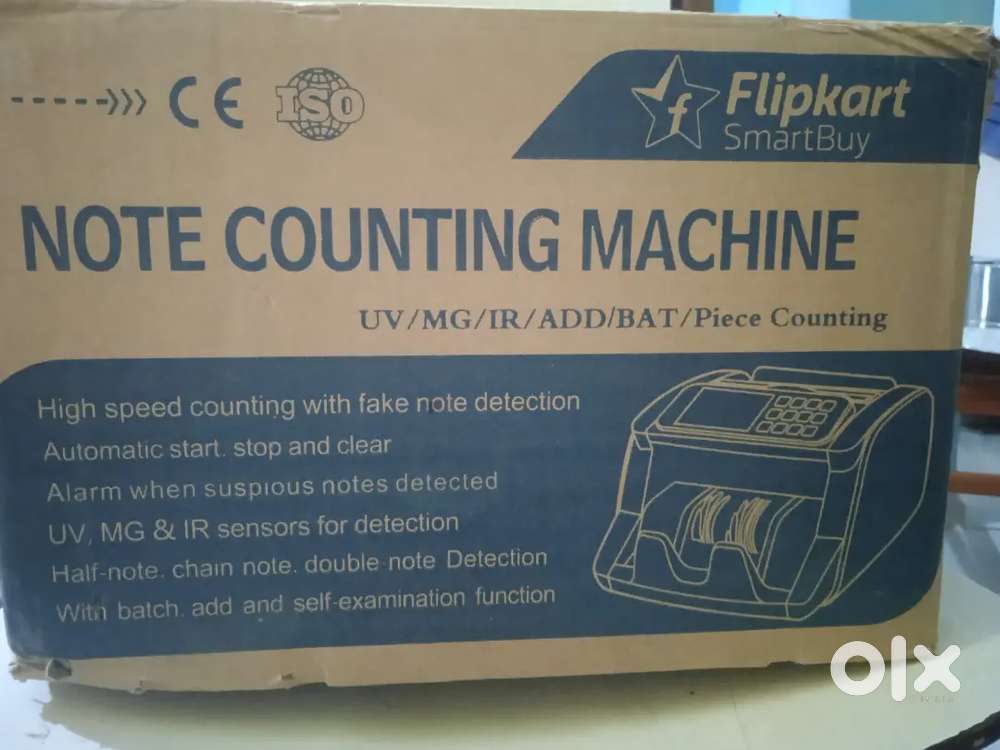 CE ISO
f Flipkart
SmartBuy
NOTE COUNTING MACHINE
UV/MG/IR/ADD/BAT/Piece Counting
High speed counting with fake note detection
Automatic start. stop and clear
Alarm when suspious notes detected
UV, MG & IR sensors for detection
Half-note. chain note. double note Detection
With batch. add and self-examination function
olx